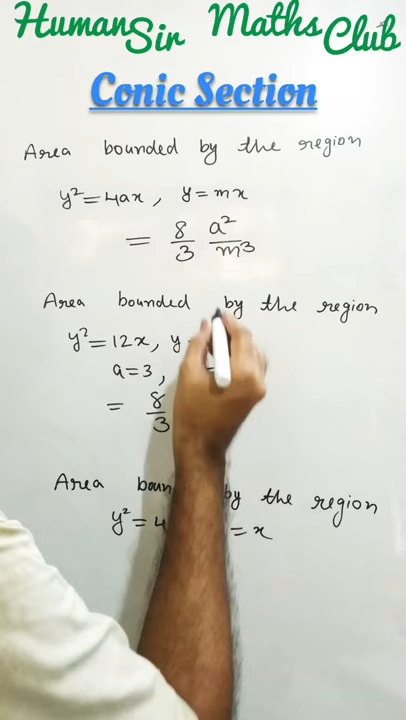 Human Sir Maths Club
Conic Section
Area bounded by the region
y²=4ax, y=mx
= 8/3 a²/m³
Area bounded by the region
y²=12x, y
a=3,
= 8/3
Area boun by the region
y²=4 = x